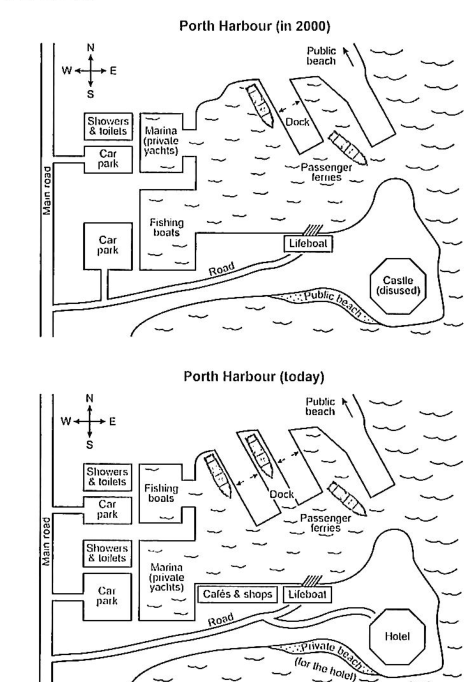 Porth Harbour (in 2000)
N
W E
S
Public
beach
Showers
& toilets
Marina
(private
yachts)
Dock
Car
park
Passenger
ferries
Main road
Car
park
Fishing
boats
Lifeboat
Road
Castle
(disused)
Public beach
Porth Harbour (today)
N
W E
S
Public
beach
Showers
& toilets
Fishing
boats
Dock
Car
park
Passenger
ferries
Main road
Showers
& toilets
Marina
(private
yachts)
Car
park
Cafés & shops
Lifeboat
Road
Hotel
Private beach
(for the hotel)